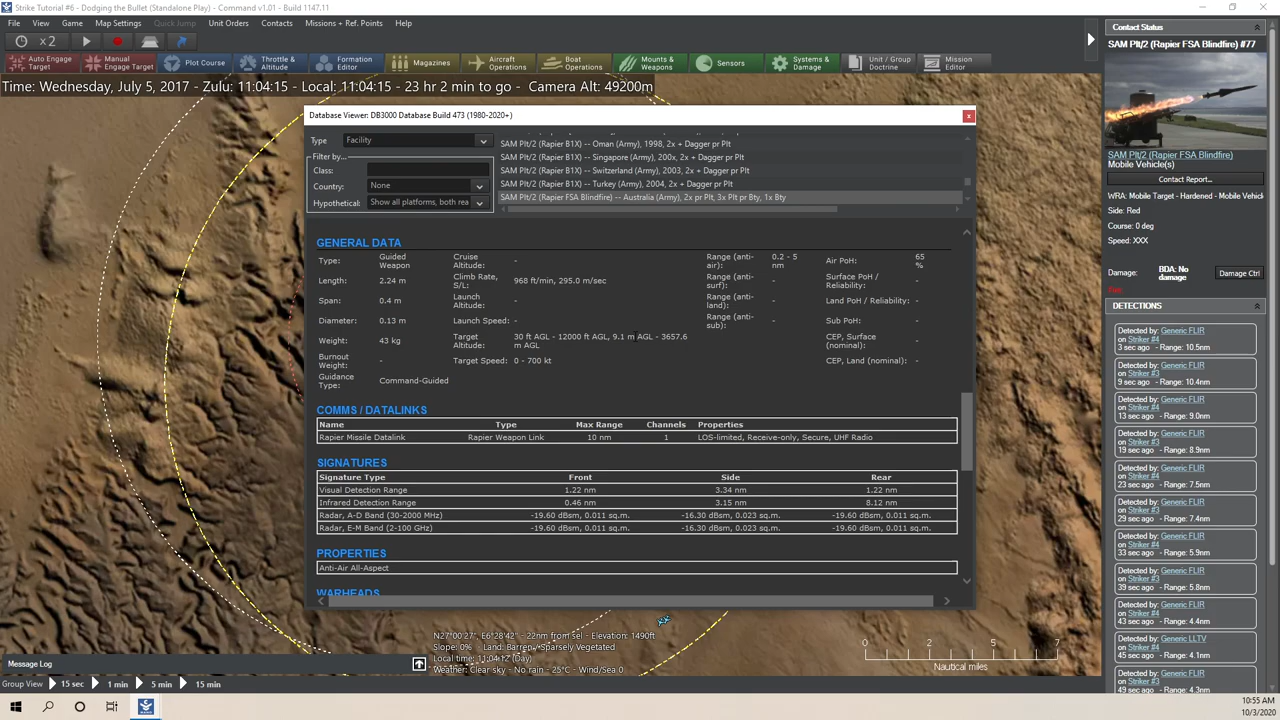 Strike Tutorial #6 - Dodging the Bullet (Standalone Play) - Command v1.01 - Build 1147.11
File View Game Map Settings Quick Jump Unit Orders Contacts Missions + Ref. Points Help
x2
Auto Engage Target
Manual Engage Target
Plot Course
Throttle & Altitude
Formation Editor
Magazines
Aircraft Operations
Boat Operations
Mounts & Weapons
Sensors
Systems & Damage
Unit / Group Doctrine
Mission Editor
Time: Wednesday, July 5, 2017 - Zulu: 11:04:15 - Local: 11:04:15 - 23 hr 2 min to go - Camera Alt: 49200m
Database Viewer: DB3000 Database Build 473 (1980-2020+)
Type Facility
Filter by...
Class:
Country: None
Hypothetical: Show all platforms, both rea
SAM Plt/2 (Rapier B1X) -- Oman (Army), 1998, 2x + Dagger pr Plt
SAM Plt/2 (Rapier B1X) -- Singapore (Army), 200x, 2x + Dagger pr Plt
SAM Plt/2 (Rapier B1X) -- Switzerland (Army), 2003, 2x + Dagger pr Plt
SAM Plt/2 (Rapier B1X) -- Turkey (Army), 2004, 2x + Dagger pr Plt
SAM Plt/2 (Rapier FSA Blindfire) -- Australia (Army), 2x pr Plt, 3x Plt pr Bty, 1x Bty
GENERAL DATA
Type: Guided Weapon Cruise Altitude: - Range (anti-air): 0.2 - 5 nm Air PoH: 65 %
Length: 2.24 m Climb Rate, S/L: 968 ft/min, 295.0 m/sec Range (anti-surf): - Surface PoH / Reliability: -
Span: 0.4 m Launch Altitude: - Range (anti-land): - Land PoH / Reliability: -
Diameter: 0.13 m Launch Speed: - Range (anti-sub): - Sub PoH: -
Weight: 43 kg Target Altitude: 30 ft AGL - 12000 ft AGL, 9.1 m AGL - 3657.6 m AGL CEP, Surface (nominal): -
Burnout Weight: - Target Speed: 0 - 700 kt CEP, Land (nominal): -
Guidance Type: Command-Guided
COMMS / DATALINKS
Name Type Max Range Channels Properties
Rapier Missile Datalink Rapier Weapon Link 10 nm 1 LOS-limited, Receive-only, Secure, UHF Radio
SIGNATURES
Signature Type Front Side Rear
Visual Detection Range 1.22 nm 3.34 nm 1.22 nm
Infrared Detection Range 0.46 nm 3.15 nm 8.12 nm
Radar, A-D Band (30-2000 MHz) -19.60 dBsm, 0.011 sq.m. -16.30 dBsm, 0.023 sq.m. -19.60 dBsm, 0.011 sq.m.
Radar, E-M Band (2-100 GHz) -19.60 dBsm, 0.011 sq.m. -16.30 dBsm, 0.023 sq.m. -19.60 dBsm, 0.011 sq.m.
PROPERTIES
Anti-Air All-Aspect
WARHEADS
- 22nm from sel - Elevation: 1490ft
Slope: 0% Land: Barren / Sparsely Vegetated
Weather: Clear sky - No rain - 25°C - Wind/Sea 0
0 2 5 7
Nautical miles
Message Log
Group View 15 sec 1 min 5 min 15 min
Contact Status
SAM Plt/2 (Rapier FSA Blindfire) #77
SAM Plt/2 (Rapier FSA Blindfire)
Mobile Vehicle(s)
Contact Report...
WRA: Mobile Target - Hardened - Mobile Vehicl
Side: Red
Course: 0 deg
Speed: XXX
Damage: BDA: No damage Damage Ctrl
DETECTIONS
Detected by: Generic FLIR
on Striker #4
3 sec ago - Range: 10.5nm
Detected by: Generic FLIR
on Striker #3
9 sec ago - Range: 10.4nm
Detected by: Generic FLIR
on Striker #4
13 sec ago - Range: 9.0nm
Detected by: Generic FLIR
on Striker #3
19 sec ago - Range: 8.9nm
Detected by: Generic FLIR
on Striker #4
23 sec ago - Range: 7.5nm
Detected by: Generic FLIR
on Striker #3
29 sec ago - Range: 7.4nm
Detected by: Generic FLIR
on Striker #4
33 sec ago - Range: 5.9nm
Detected by: Generic FLIR
on Striker #3
39 sec ago - Range: 5.8nm
Detected by: Generic FLIR
on Striker #4
43 sec ago - Range: 4.4nm
Detected by: Generic LLTV
on Striker #4
45 sec ago - Range: 4.1nm
Detected by: Generic FLIR
on Striker #3
49 sec ago - Range: 4.3nm
10:55 AM
10/3/2020